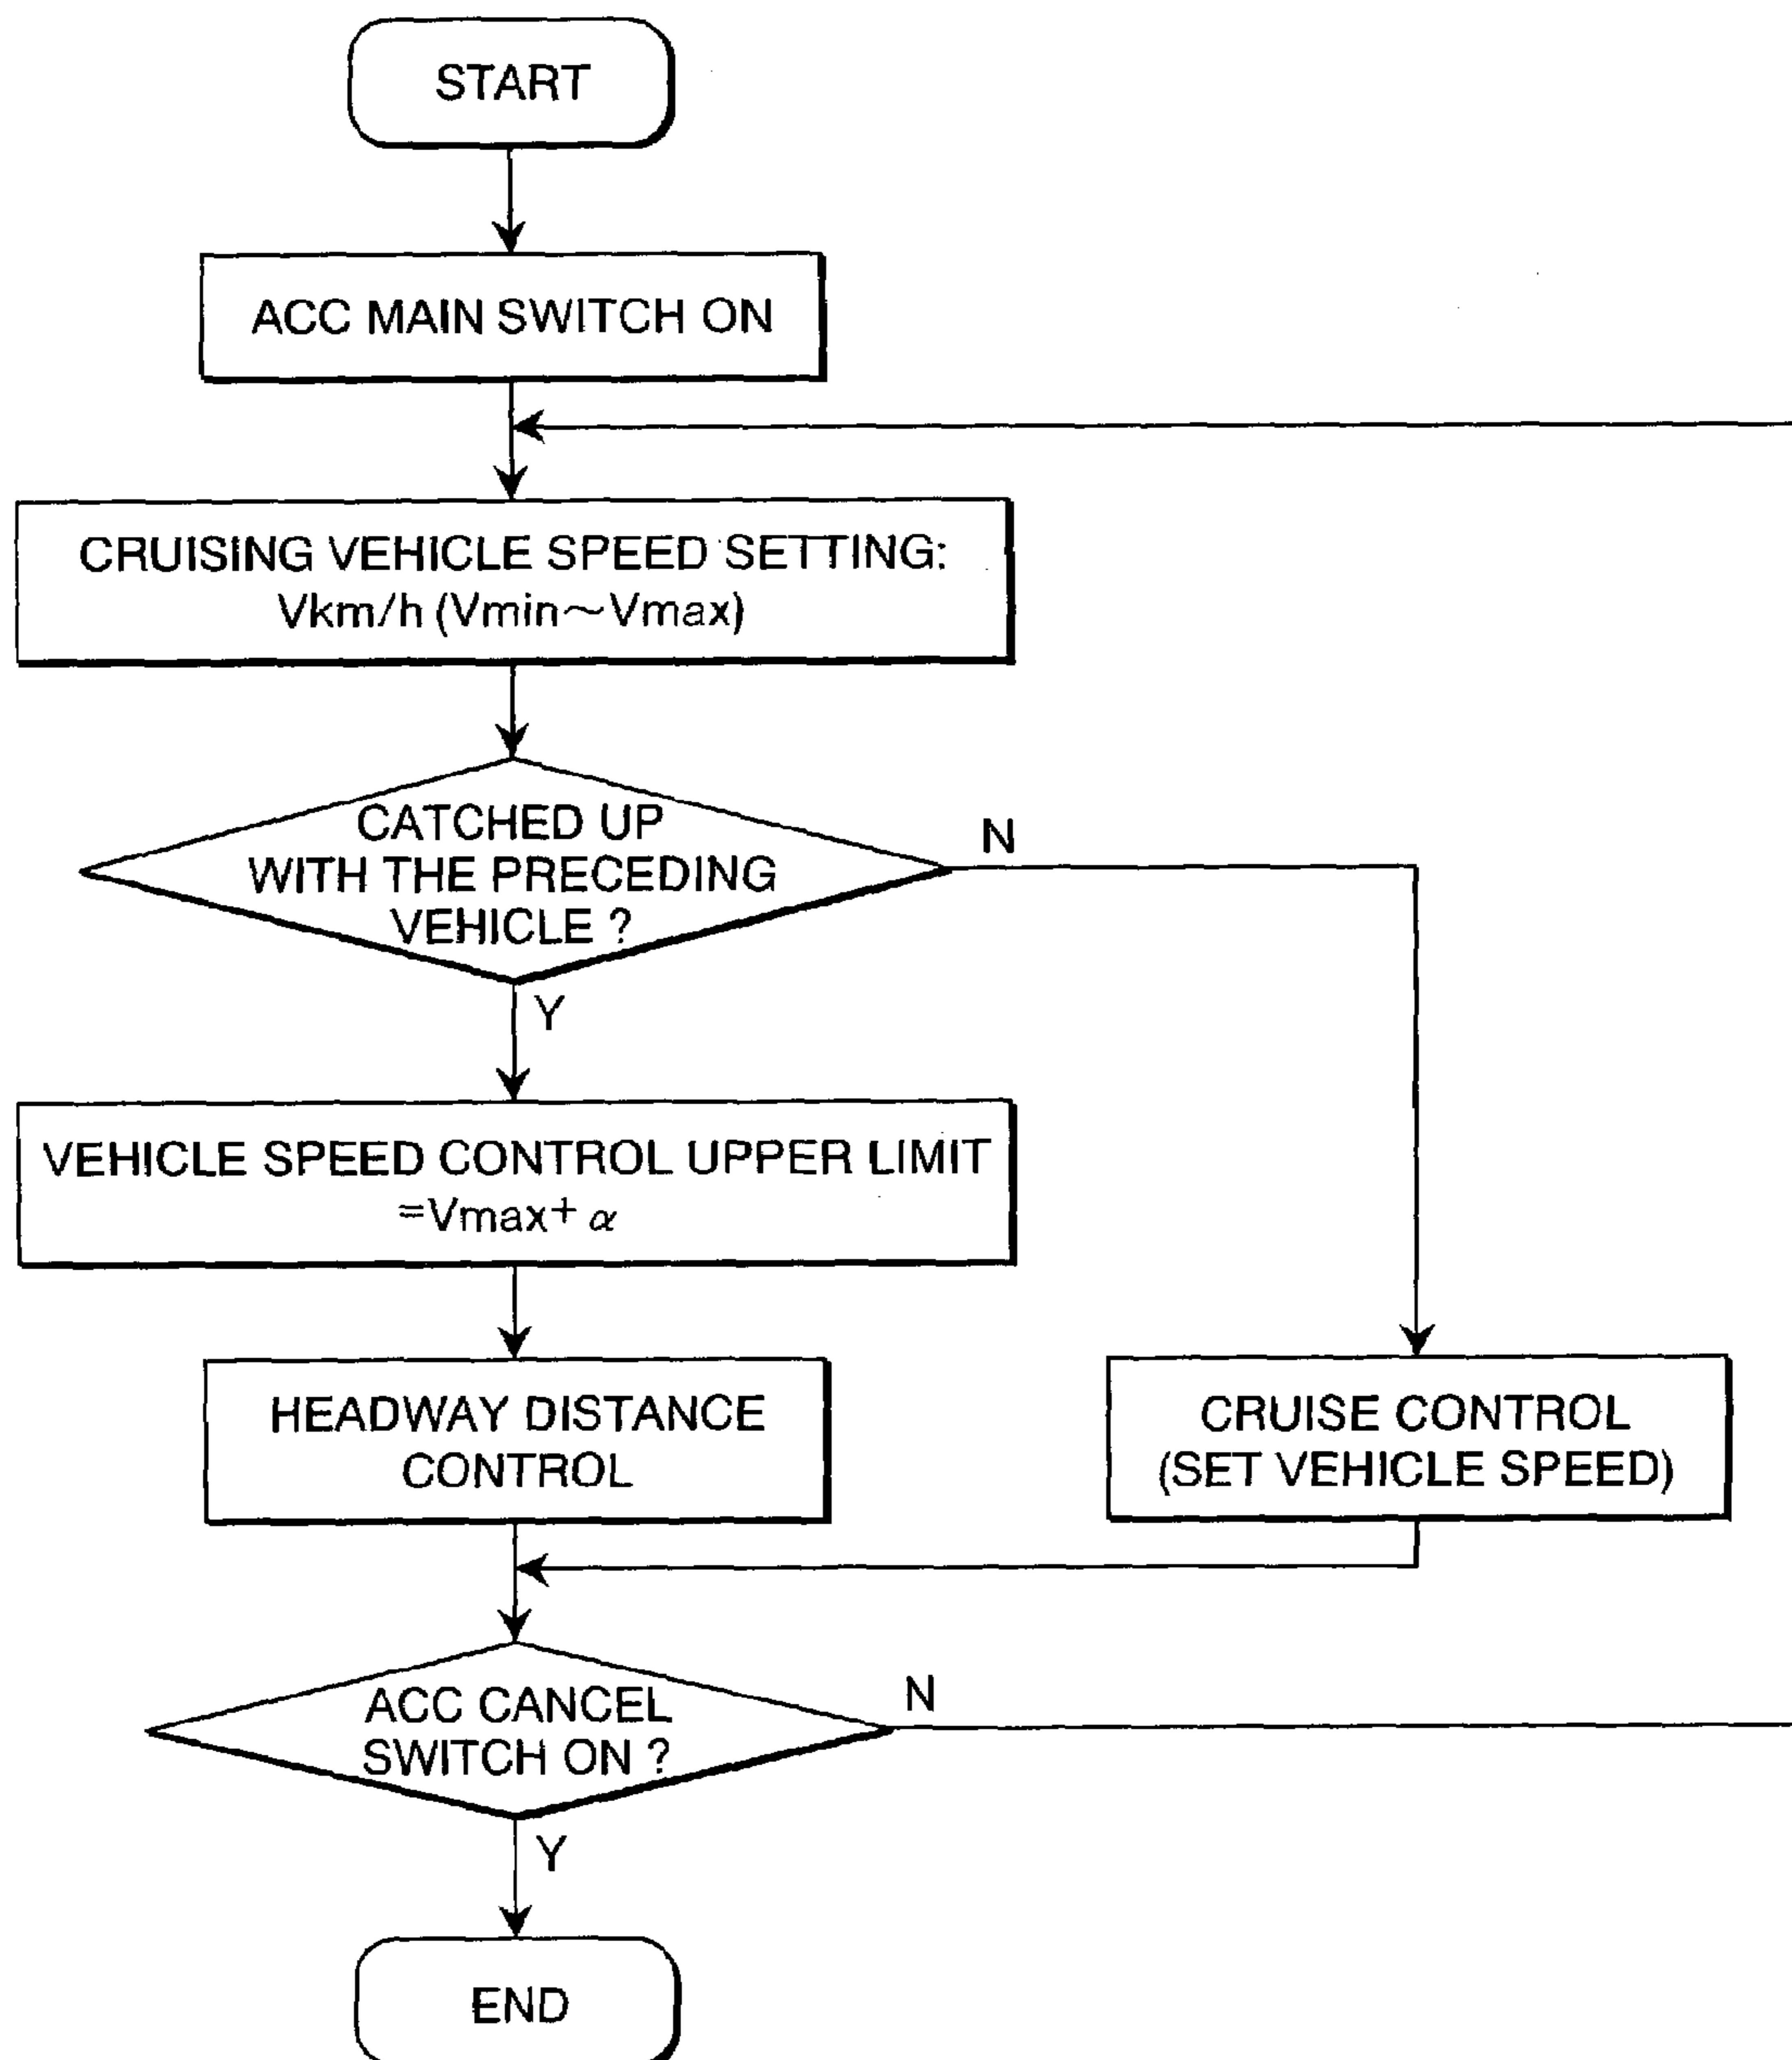 START
ACC MAIN SWITCH ON
CRUISING VEHICLE SPEED SETTING:
Vkm/h (Vmin~Vmax)
CATCHED UP
WITH THE PRECEDING
VEHICLE ?
N
Y
VEHICLE SPEED CONTROL UPPER LIMIT
=Vmax+ α
HEADWAY DISTANCE
CONTROL
CRUISE CONTROL
(SET VEHICLE SPEED)
ACC CANCEL
SWITCH ON ?
N
Y
END